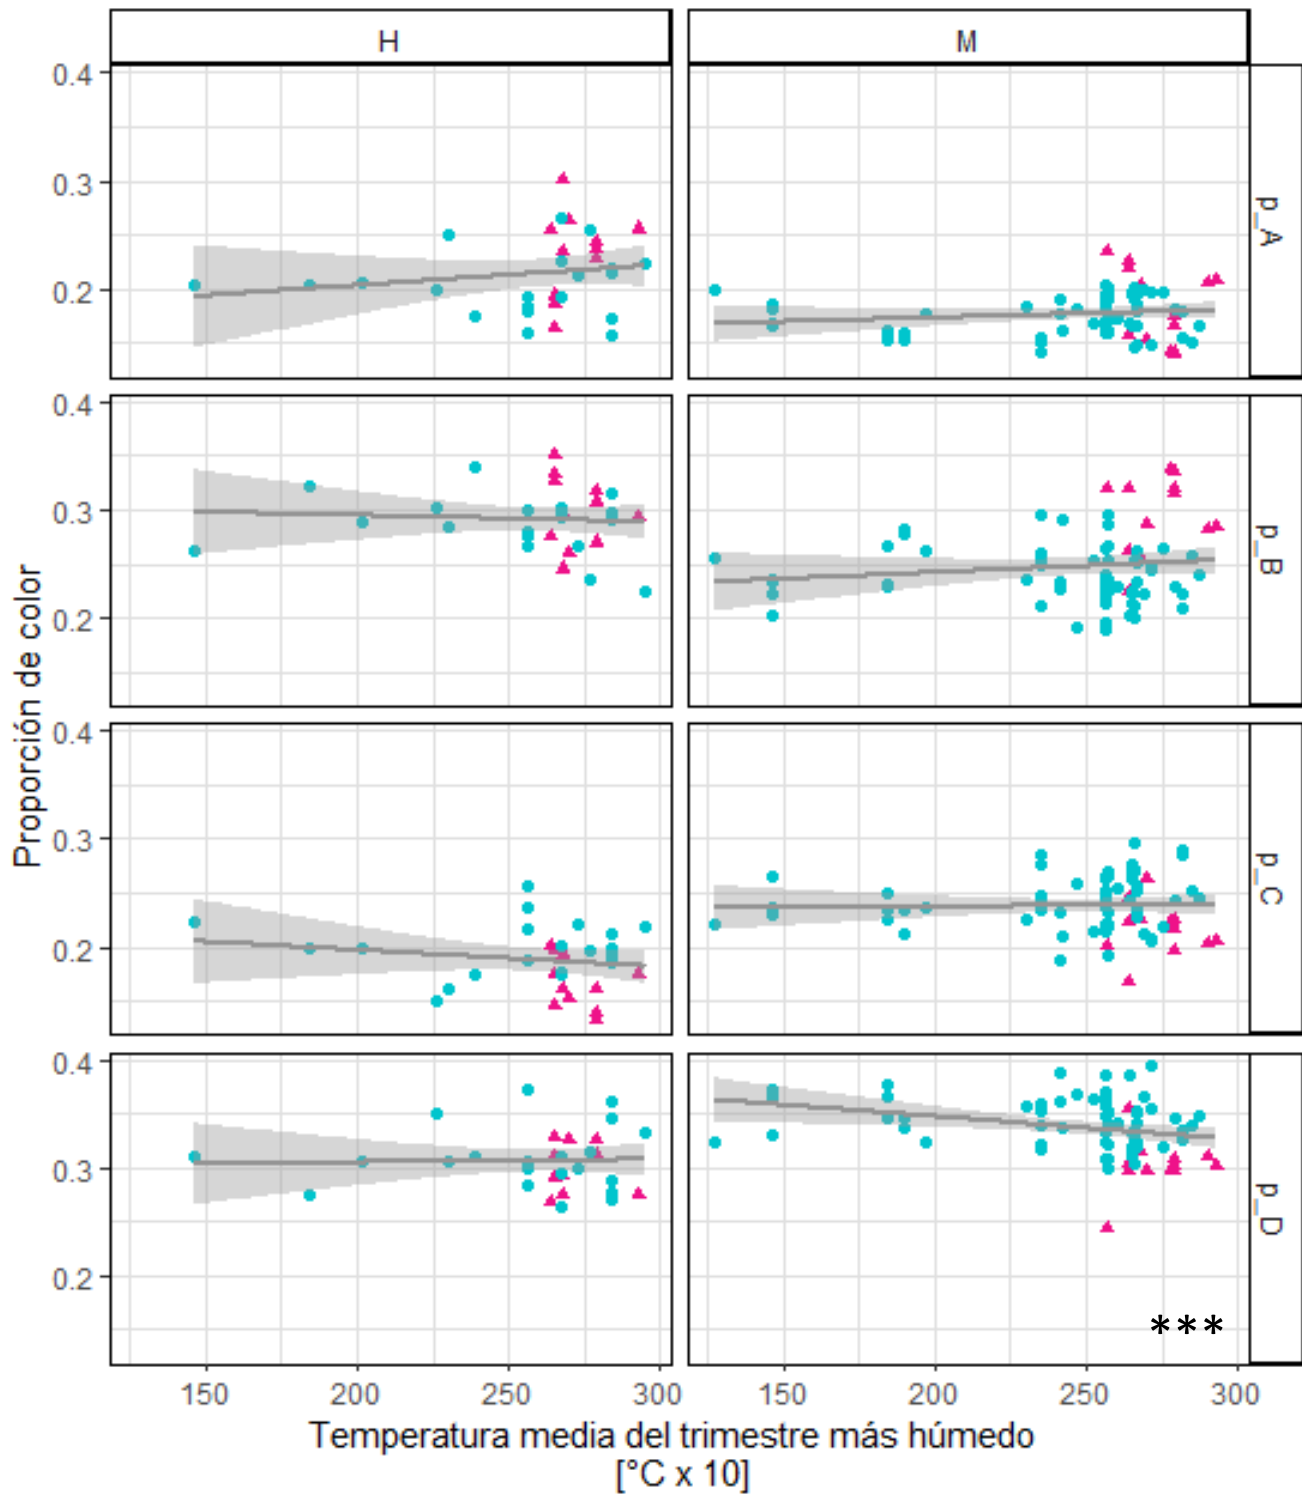 H M
0.4
0.3
0.2
p_A
0.4
0.3
0.2
p_B
0.4
0.3
0.2
p_C
0.4
0.3
0.2
p_D
***
Proporción de color
150 200 250 300 150 200 250 300
Temperatura media del trimestre más húmedo
[°C x 10]